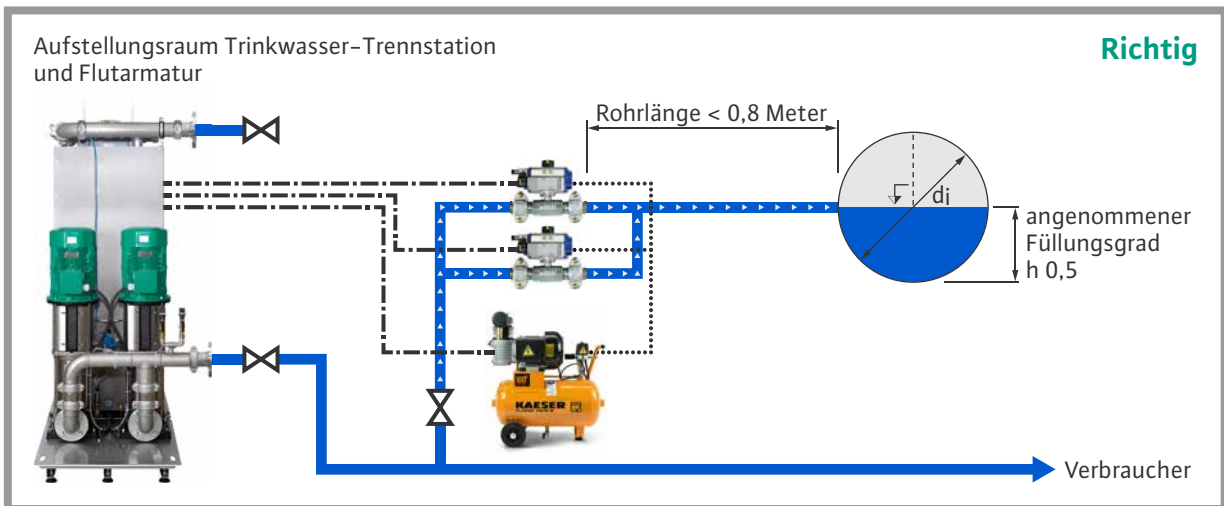 Aufstellungsraum Trinkwasser-Trennstation
und Flutarmatur
Richtig
Rohrlänge < 0,8 Meter
di
angenommener
Füllungsgrad
h 0,5
KAESER
Verbraucher